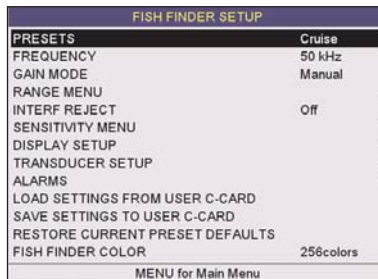 FISH FINDER SETUP
PRESETS Cruise
FREQUENCY 50 kHz
GAIN MODE Manual
RANGE MENU
INTERF REJECT Off
SENSITIVITY MENU
DISPLAY SETUP
TRANSDUCER SETUP
ALARMS
LOAD SETTINGS FROM USER C-CARD
SAVE SETTINGS TO USER C-CARD
RESTORE CURRENT PRESET DEFAULTS
FISH FINDER COLOR 256colors
MENU for Main Menu